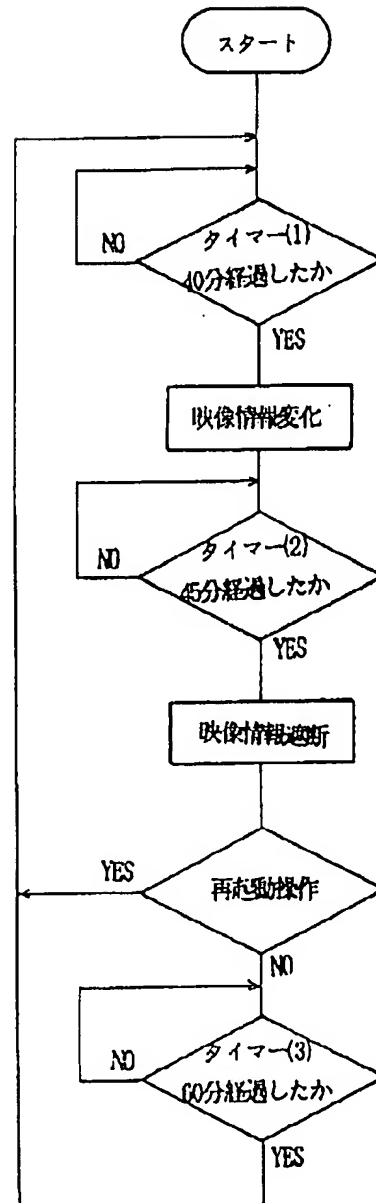 スタート
タイマー(1)
40分経過したか
NO
YES
映像情報変化
タイマー(2)
45分経過したか
NO
YES
映像情報遮断
再起動操作
YES
NO
タイマー(3)
60分経過したか
NO
YES